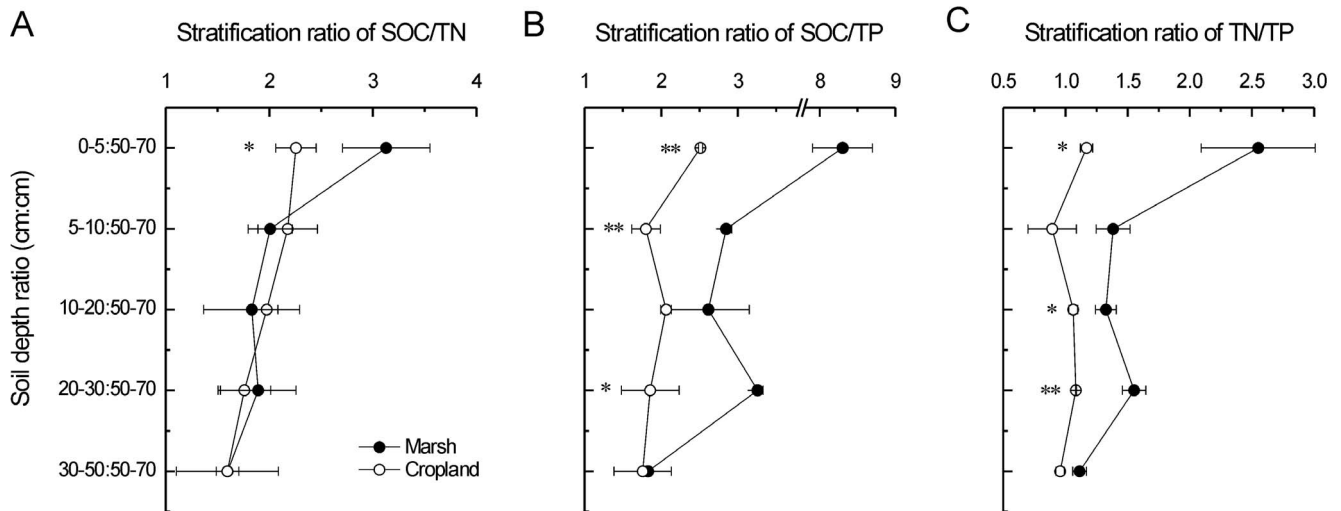 A
Stratification ratio of SOC/TN
1 2 3 4
B
Stratification ratio of SOC/TP
1 2 3 8 9
C
Stratification ratio of TN/TP
0.5 1.0 1.5 2.0 2.5 3.0
Soil depth ratio (cm:cm)
0-5:50-70
* ** *
5-10:50-70
**
10-20:50-70
*
20-30:50-70
* **
30-50:50-70
Marsh
Cropland